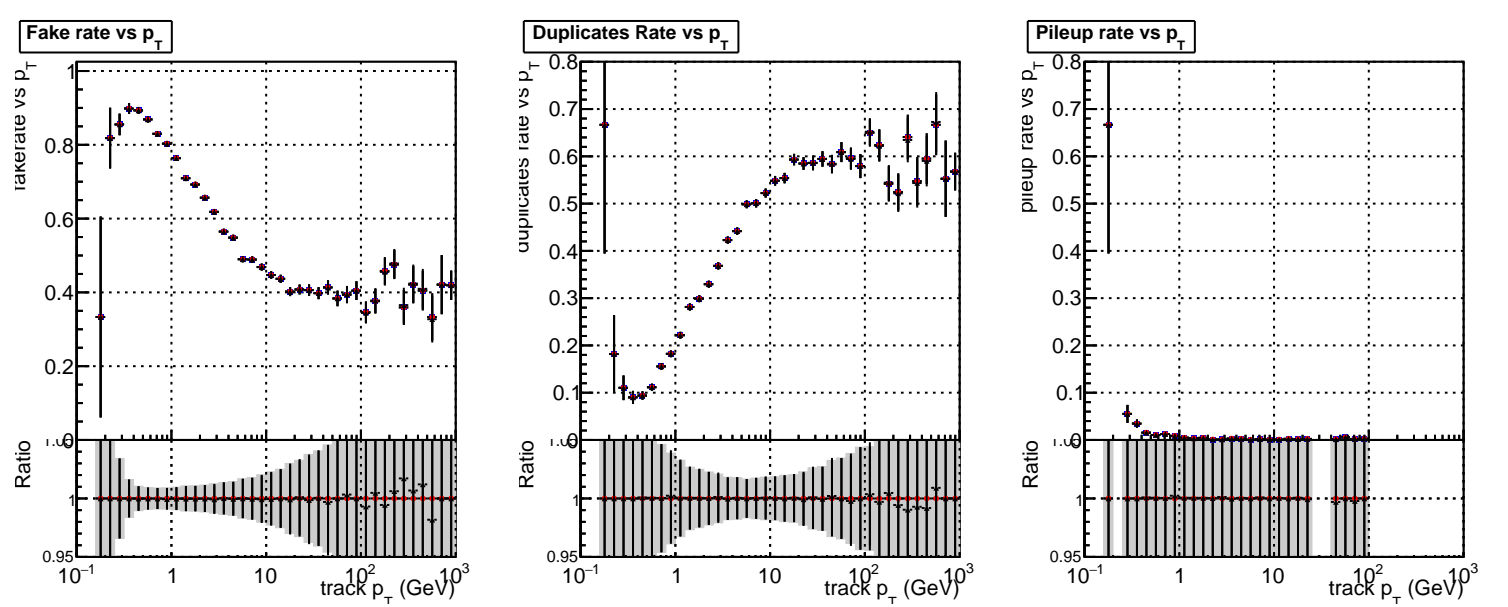 Fake rate vs p_T
fakerate vs p_T
1
0.8
0.6
0.4
0.2
0
Ratio
1
0.95
10^−1 1 10 10^2 10^3
track p_T (GeV)
Duplicates Rate vs p_T
duplicates rate vs p_T
0.8
0.7
0.6
0.5
0.4
0.3
0.2
0.1
0
Ratio
1
0.95
10^−1 1 10 10^2 10^3
track p_T (GeV)
Pileup rate vs p_T
pileup rate vs p_T
0.8
0.7
0.6
0.5
0.4
0.3
0.2
0.1
0
Ratio
1
0.95
10^−1 1 10 10^2 10^3
track p_T (GeV)